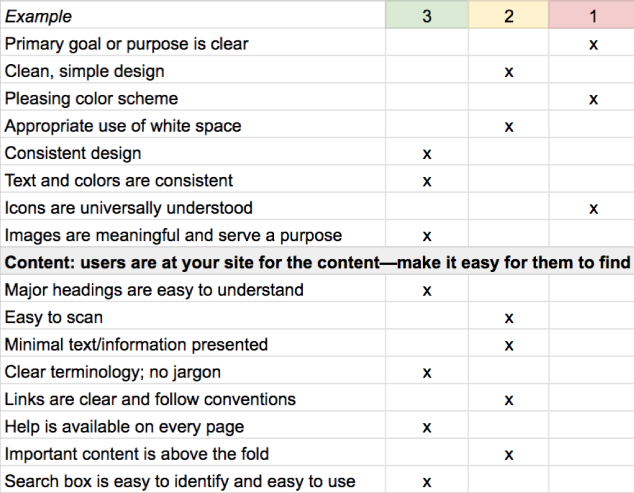 Example 3 2 1
Primary goal or purpose is clear x
Clean, simple design x
Pleasing color scheme x
Appropriate use of white space x
Consistent design x
Text and colors are consistent x
Icons are universally understood x
Images are meaningful and serve a purpose x
Content: users are at your site for the content—make it easy for them to find
Major headings are easy to understand x
Easy to scan x
Minimal text/information presented x
Clear terminology; no jargon x
Links are clear and follow conventions x
Help is available on every page x
Important content is above the fold x
Search box is easy to identify and easy to use x